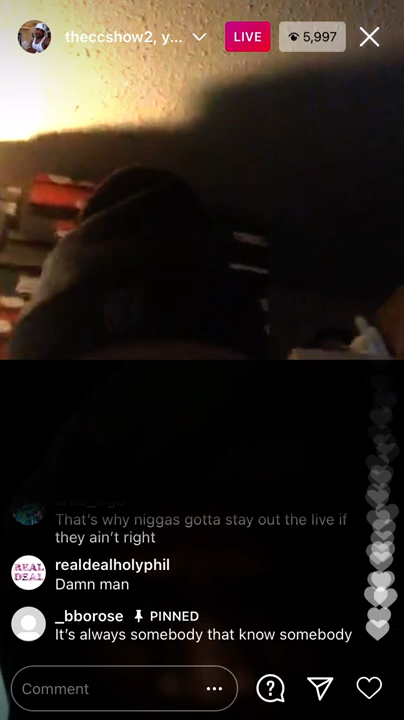 theccshow2, y...
LIVE
5,997
That's why niggas gotta stay out the live if
they ain't right
REAL
DEAL
realdealholyphil
Damn man
_bborose PINNED
It's always somebody that know somebody
Comment